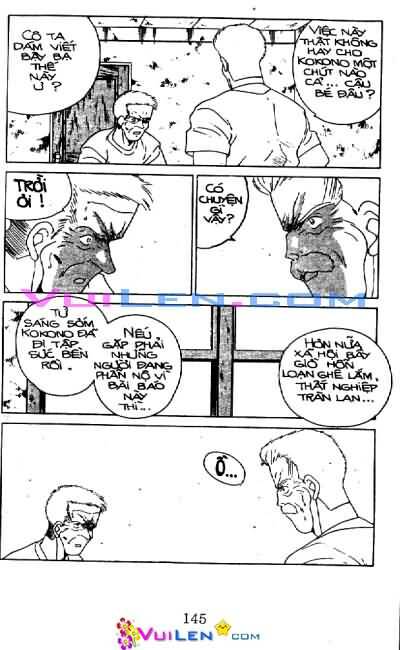 CÔ TA
DÁM VIẾT
BẬY BẠ
THẾ
NÀY
Ư ?
VIỆC NÀY
THẬT KHÔNG
HAY CHO
KOKONO MỘT
CHÚT NÀO
CẢ... CẬU
BÉ ĐÂU ?
TRỜI
ƠI !
CÓ
CHUYỆN
GÌ
VẬY?
TỪ
SÁNG SỚM
KOKONO ĐÃ
ĐI TẬP
SỨC BỀN
RỒI.
NẾU
GẶP PHẢI
NHỮNG
NGƯỜI ĐANG
PHẪN NỘ VÌ
BÀI BÁO
NÀY
THÌ...
HƠN NỮA
XÃ HỘI BÂY
GIỜ HỖN
LOẠN GHÊ LẮM,
THẤT NGHIỆP
TRÀN LAN...
VUILEN.COM
Ồ...
145
VUILEN.COM